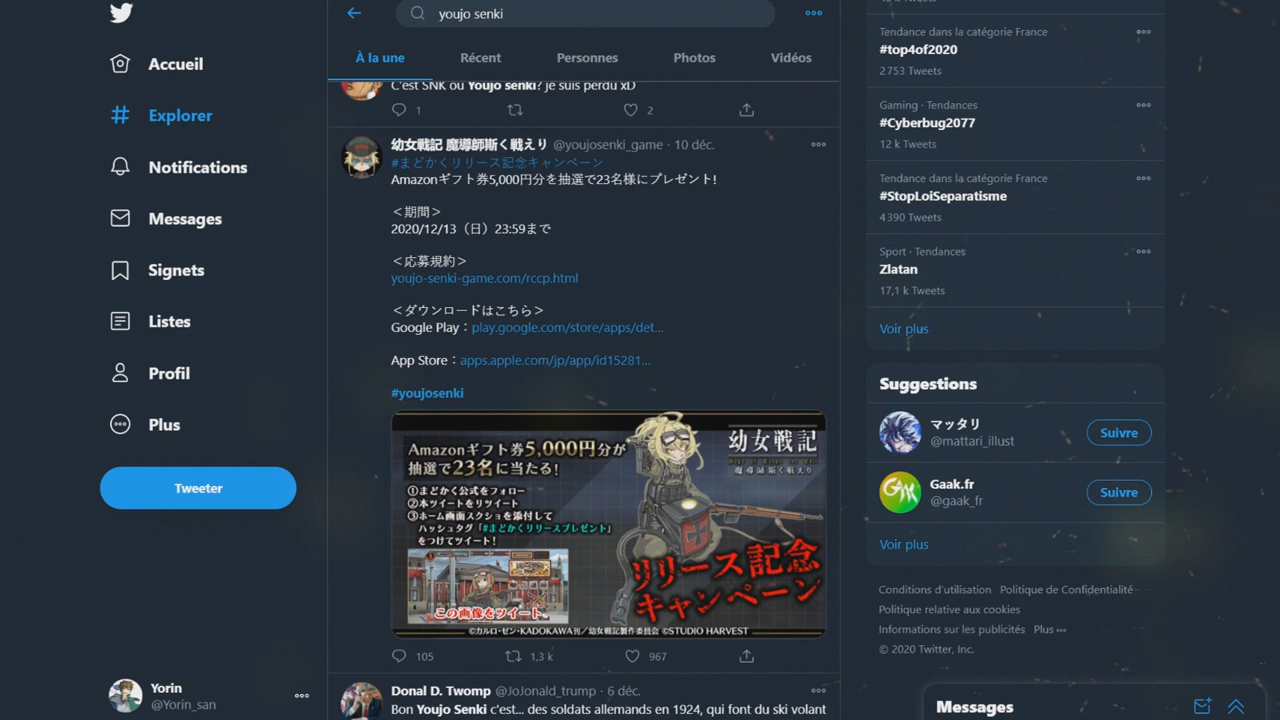 Accueil
Explorer
Notifications
Messages
Signets
Listes
Profil
Plus
Tweeter
Yorin
@Yorin_san
youjo senki
À la une
Récent
Personnes
Photos
Vidéos
C'est SNK ou Youjo senki? je suis perdu xD
1
2
幼女戦記 魔導師斯く戦えり @youjosenki_game · 10 déc.
#まどかくリリース記念キャンペーン
Amazonギフト券5,000円分を抽選で23名様にプレゼント!
＜期間＞
2020/12/13（日）23:59まで
＜応募規約＞
youjo-senki-game.com/rccp.html
＜ダウンロードはこちら＞
Google Play：play.google.com/store/apps/det...
App Store：apps.apple.com/jp/app/id15281...
#youjosenki
Amazonギフト券5,000円分が
抽選で23名に当たる!
①まどかく公式をフォロー
②本ツイートをリツイート
③ホーム画面スクショを添付して
ハッシュタグ「#まどかくリリースプレゼント」
をつけてツイート!
この画像をツイート
幼女戦記
魔導師斯く戦えり
リリース記念
キャンペーン
©カルロ・ゼン・KADOKAWA刊／幼女戦記製作委員会 ©STUDIO HARVEST
105
1,3 k
967
Donal D. Twomp @JoJonald_trump · 6 déc.
Bon Youjo Senki c'est... des soldats allemands en 1924, qui font du ski volant
Tendance dans la catégorie France
#top4of2020
2 753 Tweets
Gaming · Tendances
#Cyberbug2077
12 k Tweets
Tendance dans la catégorie France
#StopLoiSeparatisme
4 390 Tweets
Sport · Tendances
Zlatan
17,1 k Tweets
Voir plus
Suggestions
マッタリ
@mattari_illust
Suivre
Gaak.fr
@gaak_fr
Suivre
Voir plus
Conditions d'utilisation Politique de Confidentialité
Politique relative aux cookies
Informations sur les publicités Plus ···
© 2020 Twitter, Inc.
Messages